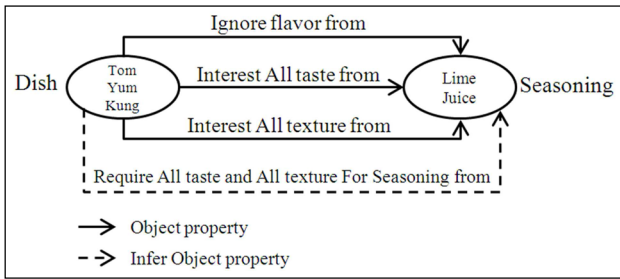 Ignore flavor from
Dish
Tom
Yum
Kung
Interest All taste from
Lime
Juice
Seasoning
Interest All texture from
Require All taste and All texture For Seasoning from
Object property
Infer Object property